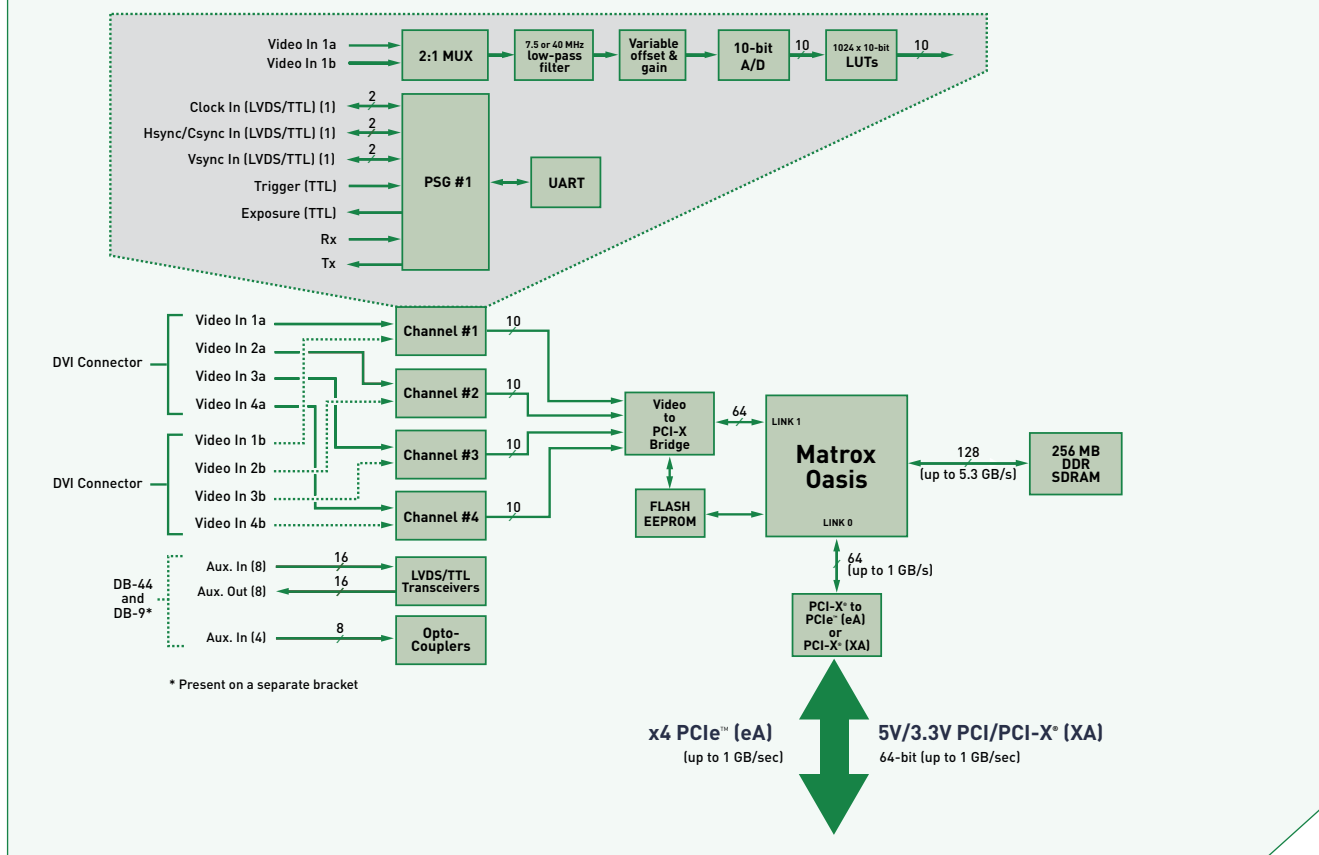 Video In 1a
Video In 1b
2:1 MUX
7.5 or 40 MHz
low-pass
filter
Variable
offset &
gain
10-bit
A/D
10
1024 x 10-bit
LUTs
10
Clock In (LVDS/TTL) (1)
2
Hsync/Csync In (LVDS/TTL) (1)
2
Vsync In (LVDS/TTL) (1)
2
Trigger (TTL)
Exposure (TTL)
Rx
Tx
PSG #1
UART
DVI Connector
Video In 1a
Video In 2a
Video In 3a
Video In 4a
DVI Connector
Video In 1b
Video In 2b
Video In 3b
Video In 4b
Channel #1
10
Channel #2
10
Channel #3
10
Channel #4
10
Video
to
PCI-X
Bridge
64
FLASH
EEPROM
LINK 1
Matrox
Oasis
LINK 0
128
(up to 5.3 GB/s)
256 MB
DDR
SDRAM
64
(up to 1 GB/s)
DB-44
and
DB-9*
Aux. In (8)
16
Aux. Out (8)
16
LVDS/TTL
Transceivers
Aux. In (4)
8
Opto-
Couplers
* Present on a separate bracket
PCI-X® to
PCIe™ (eA)
or
PCI-X® (XA)
x4 PCIe™ (eA)
(up to 1 GB/sec)
5V/3.3V PCI/PCI-X® (XA)
64-bit (up to 1 GB/sec)